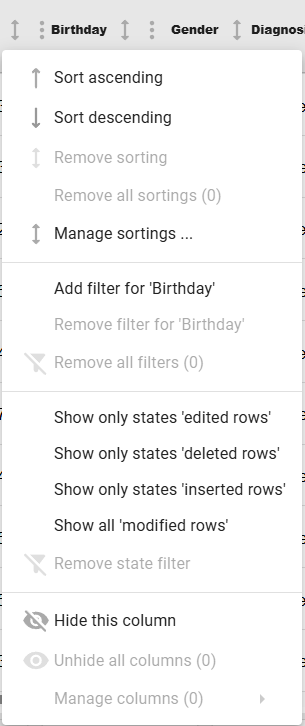 Birthday Gender Diagnos
Sort ascending
Sort descending
Remove sorting
Remove all sortings (0)
Manage sortings ...
Add filter for 'Birthday'
Remove filter for 'Birthday'
Remove all filters (0)
Show only states 'edited rows'
Show only states 'deleted rows'
Show only states 'inserted rows'
Show all 'modified rows'
Remove state filter
Hide this column
Unhide all columns (0)
Manage columns (0)